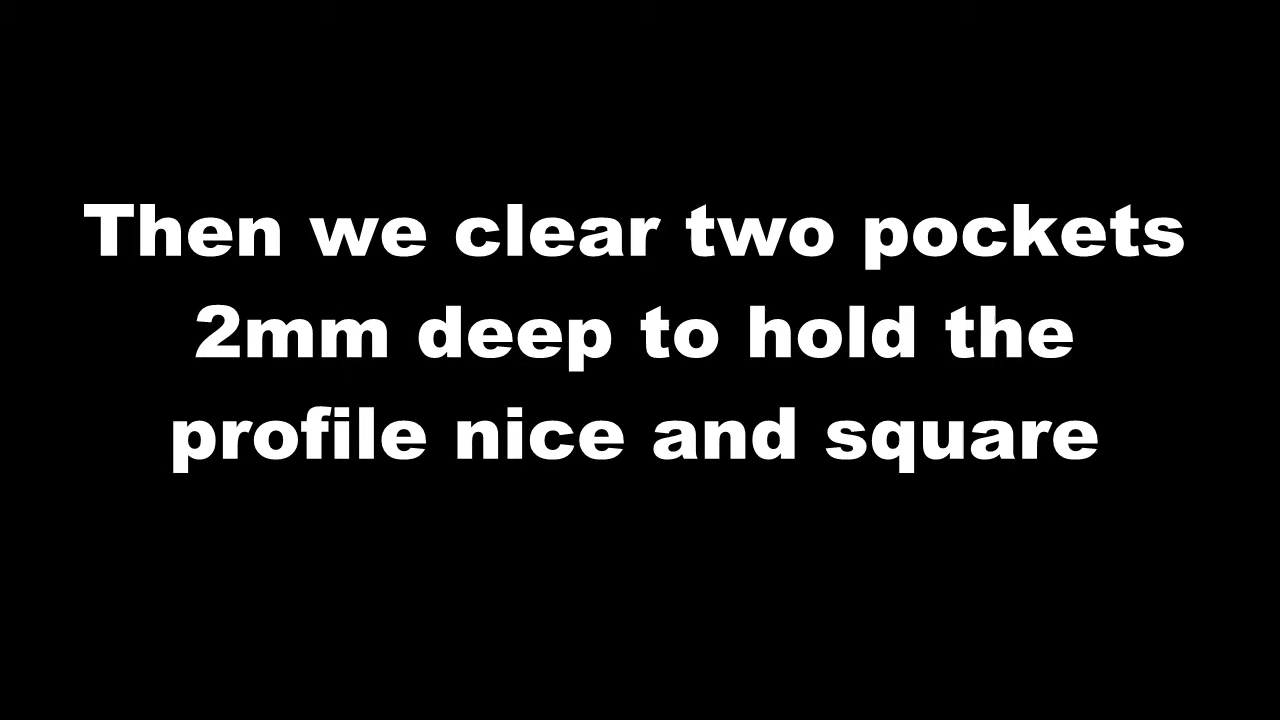 Then we clear two pockets
2mm deep to hold the
profile nice and square